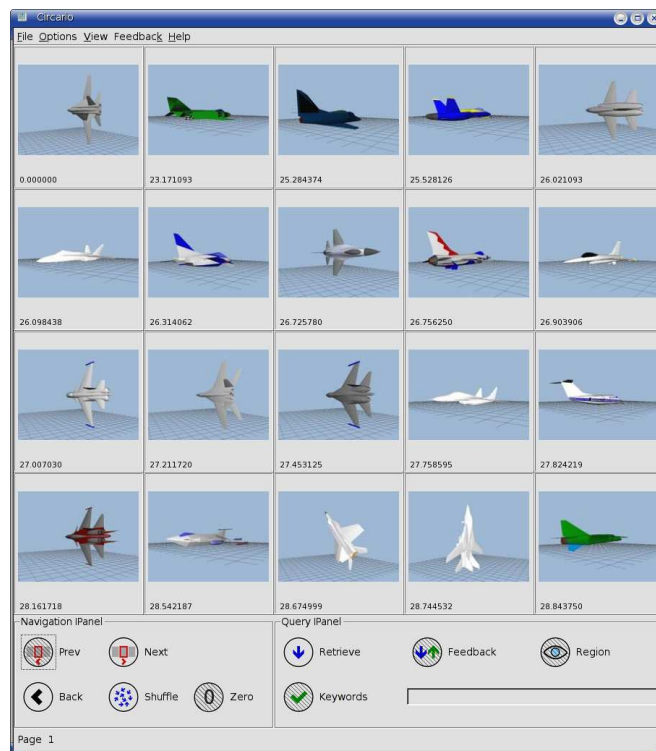 Circario
File Options View Feedback Help
0.000000 23.171093 25.284374 25.528126 26.021093
26.098438 26.314062 26.725780 26.756250 26.903906
27.007030 27.211720 27.453125 27.758595 27.824219
28.161718 28.542187 28.674999 28.744532 28.843750
Navigation IPanel Query IPanel
Prev Next Retrieve Feedback Region
Back Shuffle 0 Zero Keywords
Page 1